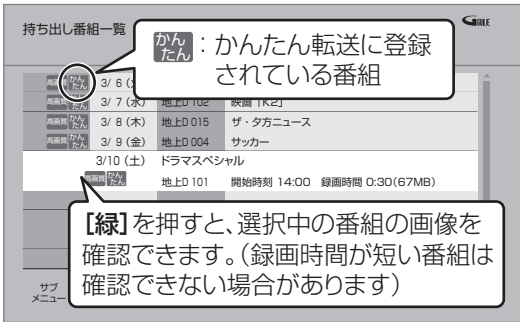 持ち出し番組一覧
かん
たん
：かんたん転送に登録
されている番組
高画質 かんたん 3/ 6 (
高画質 かんたん 3/ 7 (水) 地上D 102 映画「K2」
高画質 かんたん 3/ 8 (木) 地上D 015 ザ・夕方ニュース
高画質 かんたん 3/ 9 (金) 地上D 004 サッカー
3/10 (土) ドラマスペシャル
高画質 かんたん 地上D 101 開始時刻 14:00 録画時間 0:30(67MB)
[緑]を押すと、選択中の番組の画像を
確認できます。（録画時間が短い番組は
確認できない場合があります）
サブ
メニュー